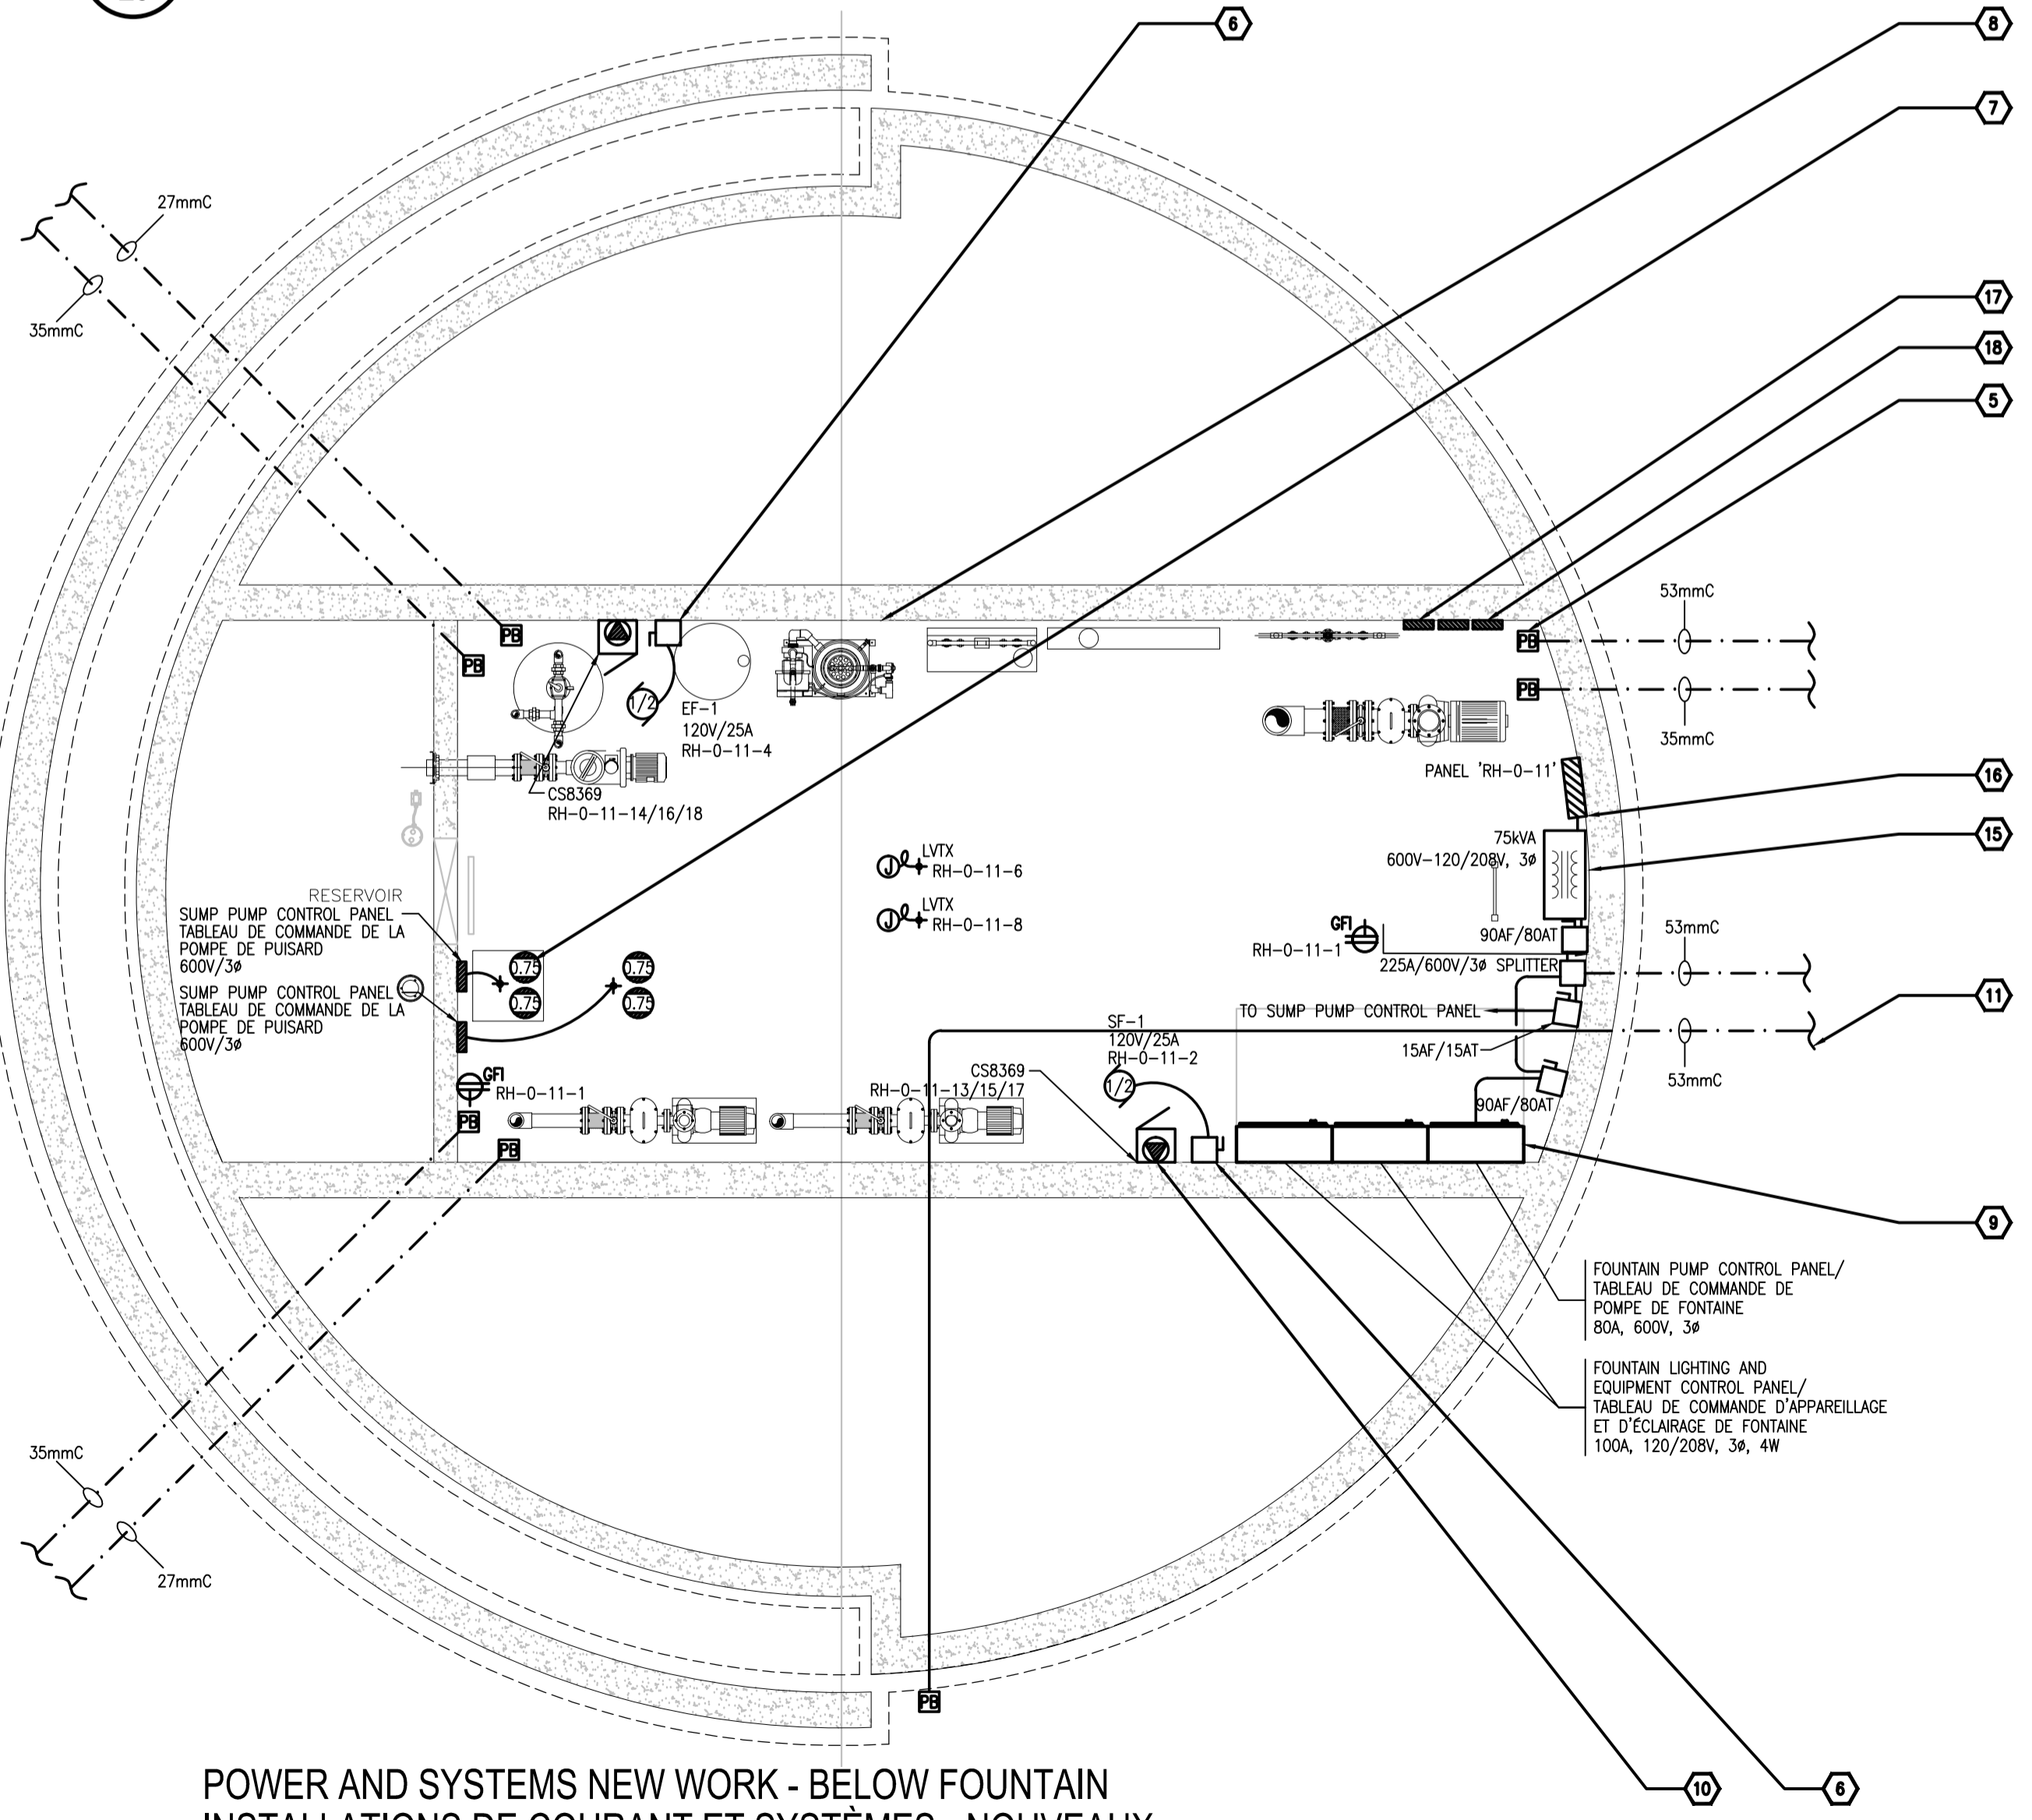 6
8
7
27mmC
35mmC
17
18
5
53mmC
PB
PB
PB
PB
1/2
EF-1
120V/25A
RH-0-11-4
35mmC
PANEL 'RH-0-11'
16
CS8369
RH-0-11-14/16/18
75kVA
600V-120/208V, 3ø
15
J
LVTX
RH-0-11-6
J
LVTX
RH-0-11-8
RESERVOIR
SUMP PUMP CONTROL PANEL
TABLEAU DE COMMANDE DE LA
POMPE DE PUISARD
600V/3ø
SUMP PUMP CONTROL PANEL
TABLEAU DE COMMANDE DE LA
POMPE DE PUISARD
600V/3ø
0.75
0.75
0.75
0.75
GFI
RH-0-11-1
90AF/80AT
225A/600V/3ø SPLITTER
53mmC
TO SUMP PUMP CONTROL PANEL
11
15AF/15AT
53mmC
SF-1
120V/25A
RH-0-11-2
1/2
CS8369
GFI
RH-0-11-1
RH-0-11-13/15/17
90AF/80AT
PB
PB
9
FOUNTAIN PUMP CONTROL PANEL/
TABLEAU DE COMMANDE DE
POMPE DE FONTAINE
80A, 600V, 3ø
FOUNTAIN LIGHTING AND
EQUIPMENT CONTROL PANEL/
TABLEAU DE COMMANDE D'APPAREILLAGE
ET D'ÉCLAIRAGE DE FONTAINE
100A, 120/208V, 3ø, 4W
35mmC
27mmC
PB
10
6
POWER AND SYSTEMS NEW WORK - BELOW FOUNTAIN
INSTALLATIONS DE COURANT ET SYSTÈMES - NOUVEAUX